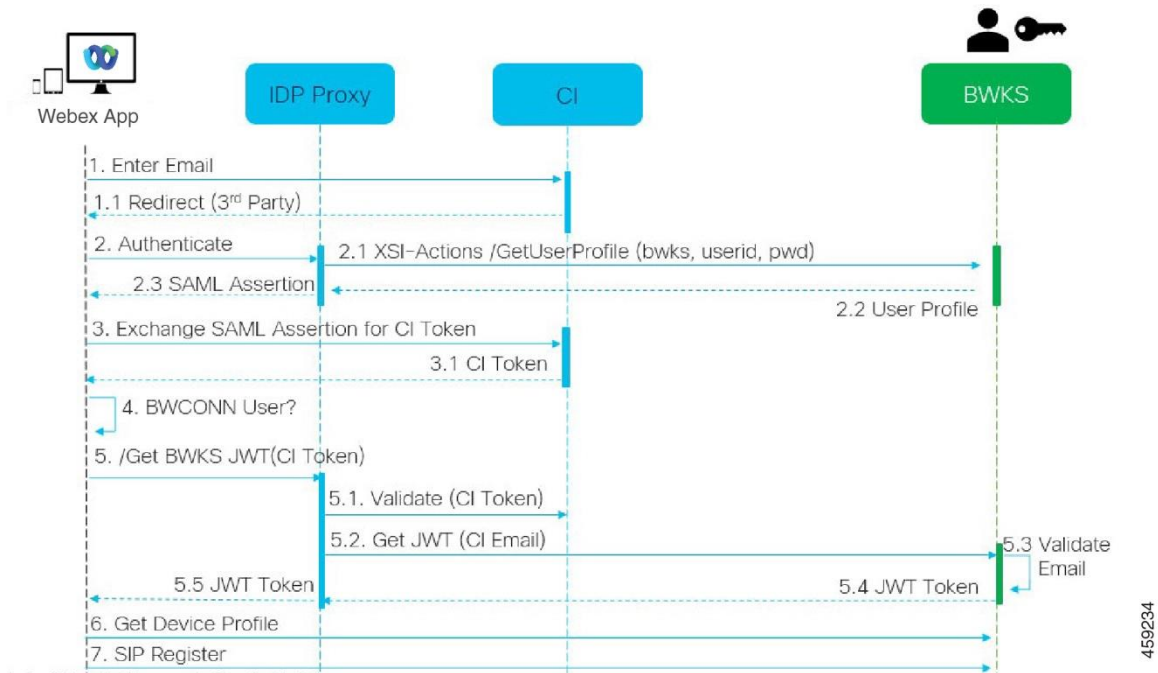 Webex App
IDP Proxy
CI
BWKS
1. Enter Email
1.1 Redirect (3rd Party)
2. Authenticate
2.1 XSI-Actions /GetUserProfile (bwks, userid, pwd)
2.3 SAML Assertion
2.2 User Profile
3. Exchange SAML Assertion for CI Token
3.1 CI Token
4. BWCONN User?
5. /Get BWKS JWT(CI Token)
5.1. Validate (CI Token)
5.2. Get JWT (CI Email)
5.3 Validate
Email
5.5 JWT Token
5.4 JWT Token
6. Get Device Profile
7. SIP Register
459234